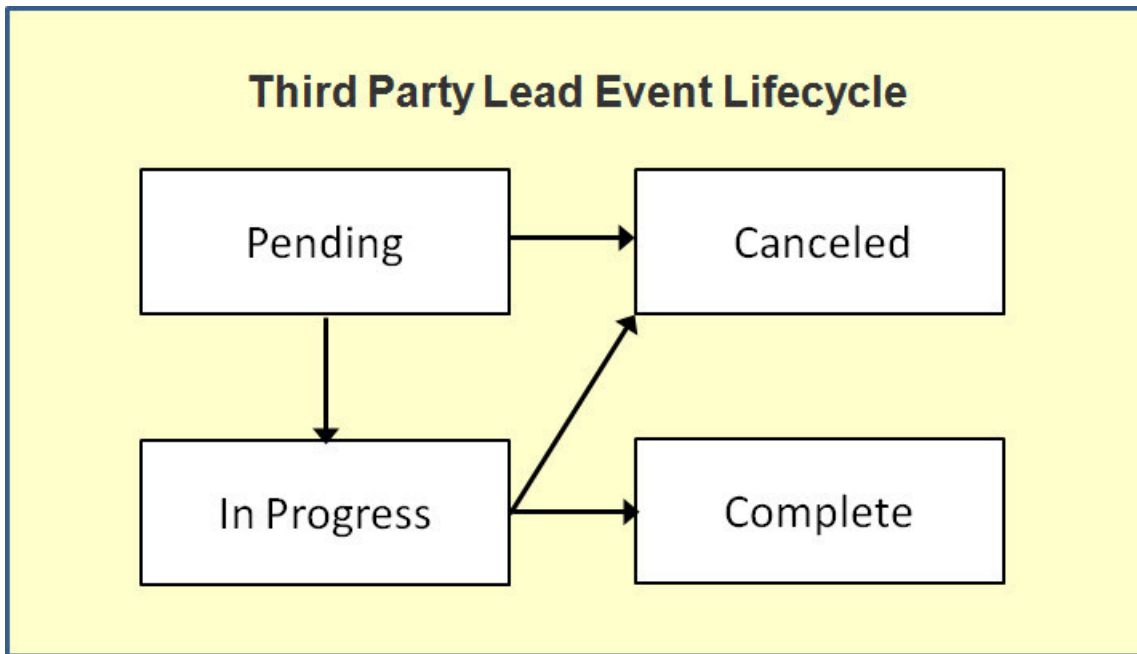 Third Party Lead Event Lifecycle
Pending
Canceled
In Progress
Complete